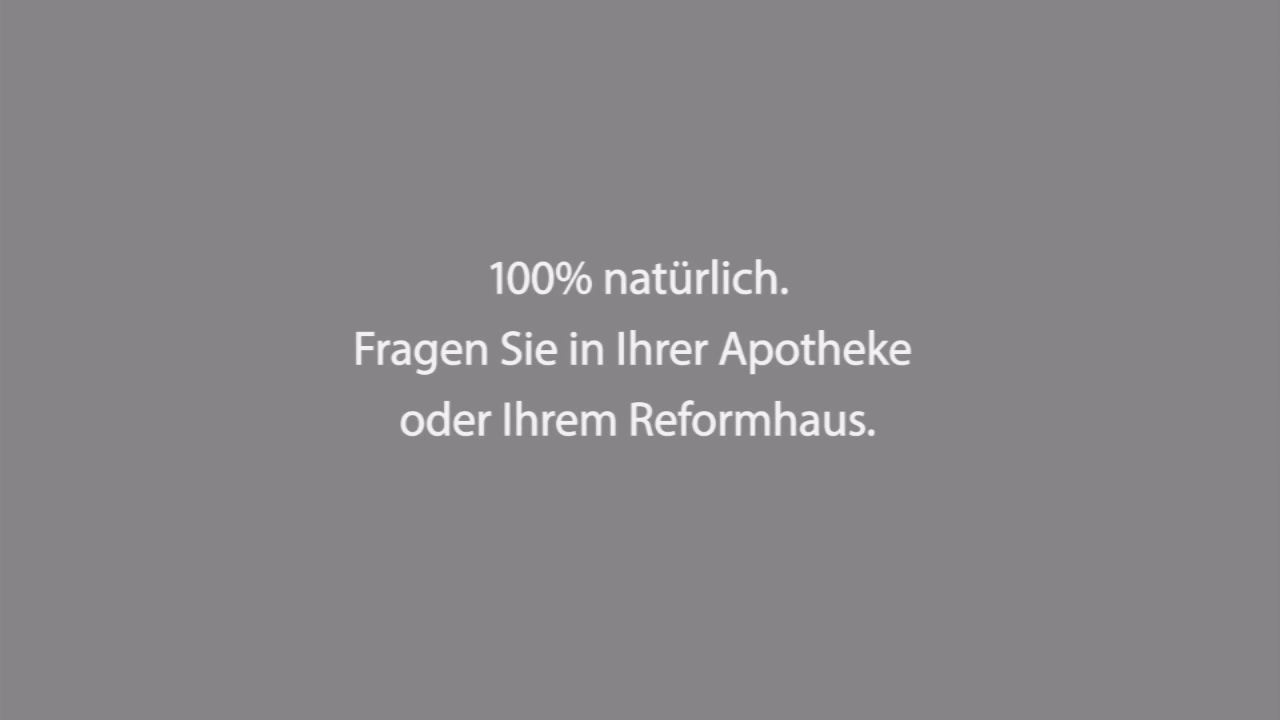 100% natürlich.
Fragen Sie in Ihrer Apotheke
oder Ihrem Reformhaus.